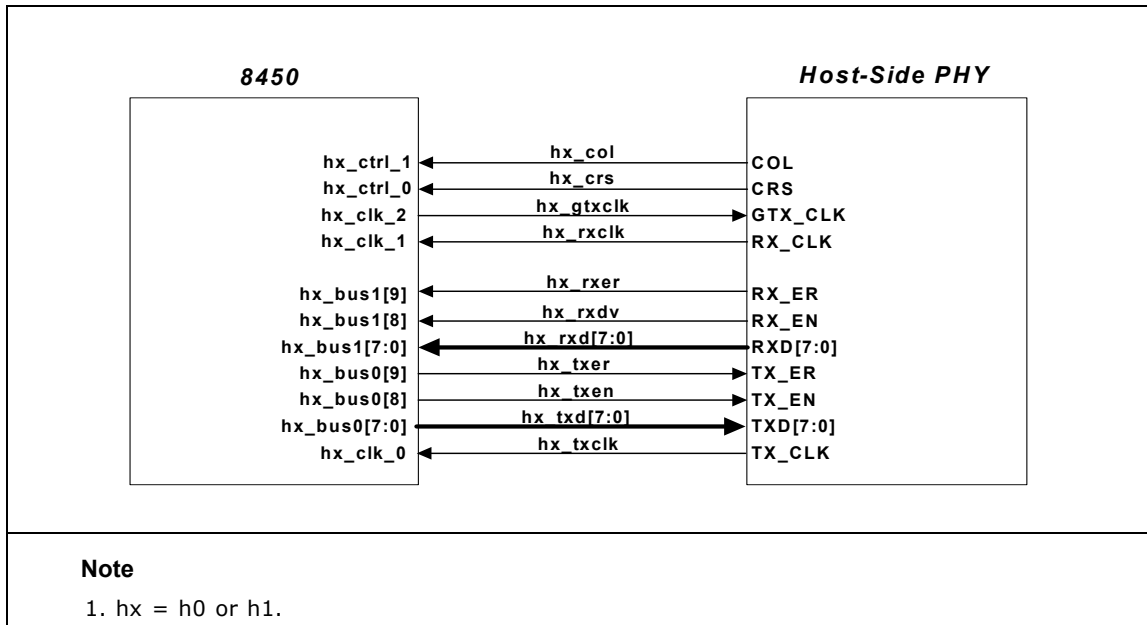 8450 Host-Side PHY
hx_ctrl_1 hx_col COL
hx_ctrl_0 hx_crs CRS
hx_clk_2 hx_gtxclk GTX_CLK
hx_clk_1 hx_rxclk RX_CLK
hx_bus1[9] hx_rxer RX_ER
hx_bus1[8] hx_rxdv RX_EN
hx_bus1[7:0] hx_rxd[7:0] RXD[7:0]
hx_bus0[9] hx_txer TX_ER
hx_bus0[8] hx_txen TX_EN
hx_bus0[7:0] hx_txd[7:0] TXD[7:0]
hx_clk_0 hx_txclk TX_CLK
Note
1. hx = h0 or h1.